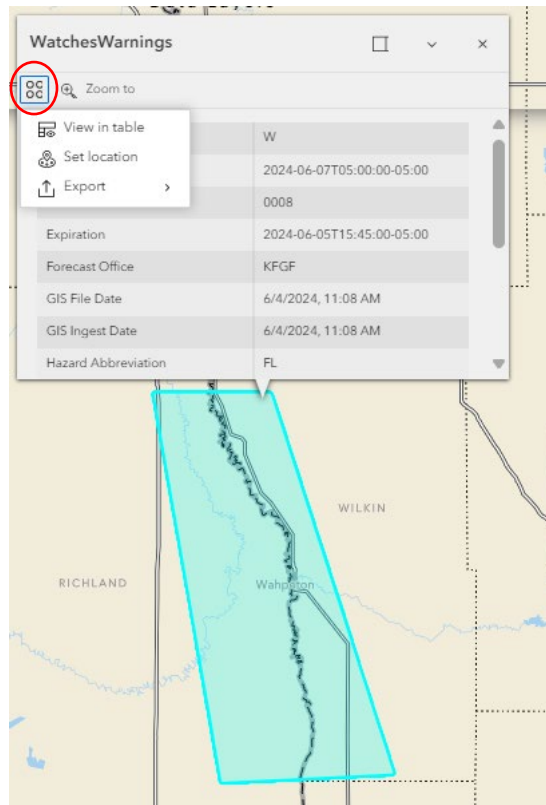 WatchesWarnings
Zoom to
View in table
Set location
Export
W
2024-06-07T05:00:00-05:00
0008
Expiration 2024-06-05T15:45:00-05:00
Forecast Office KFGF
GIS File Date 6/4/2024, 11:08 AM
GIS Ingest Date 6/4/2024, 11:08 AM
Hazard Abbreviation FL
WILKIN
RICHLAND
Wahpeton